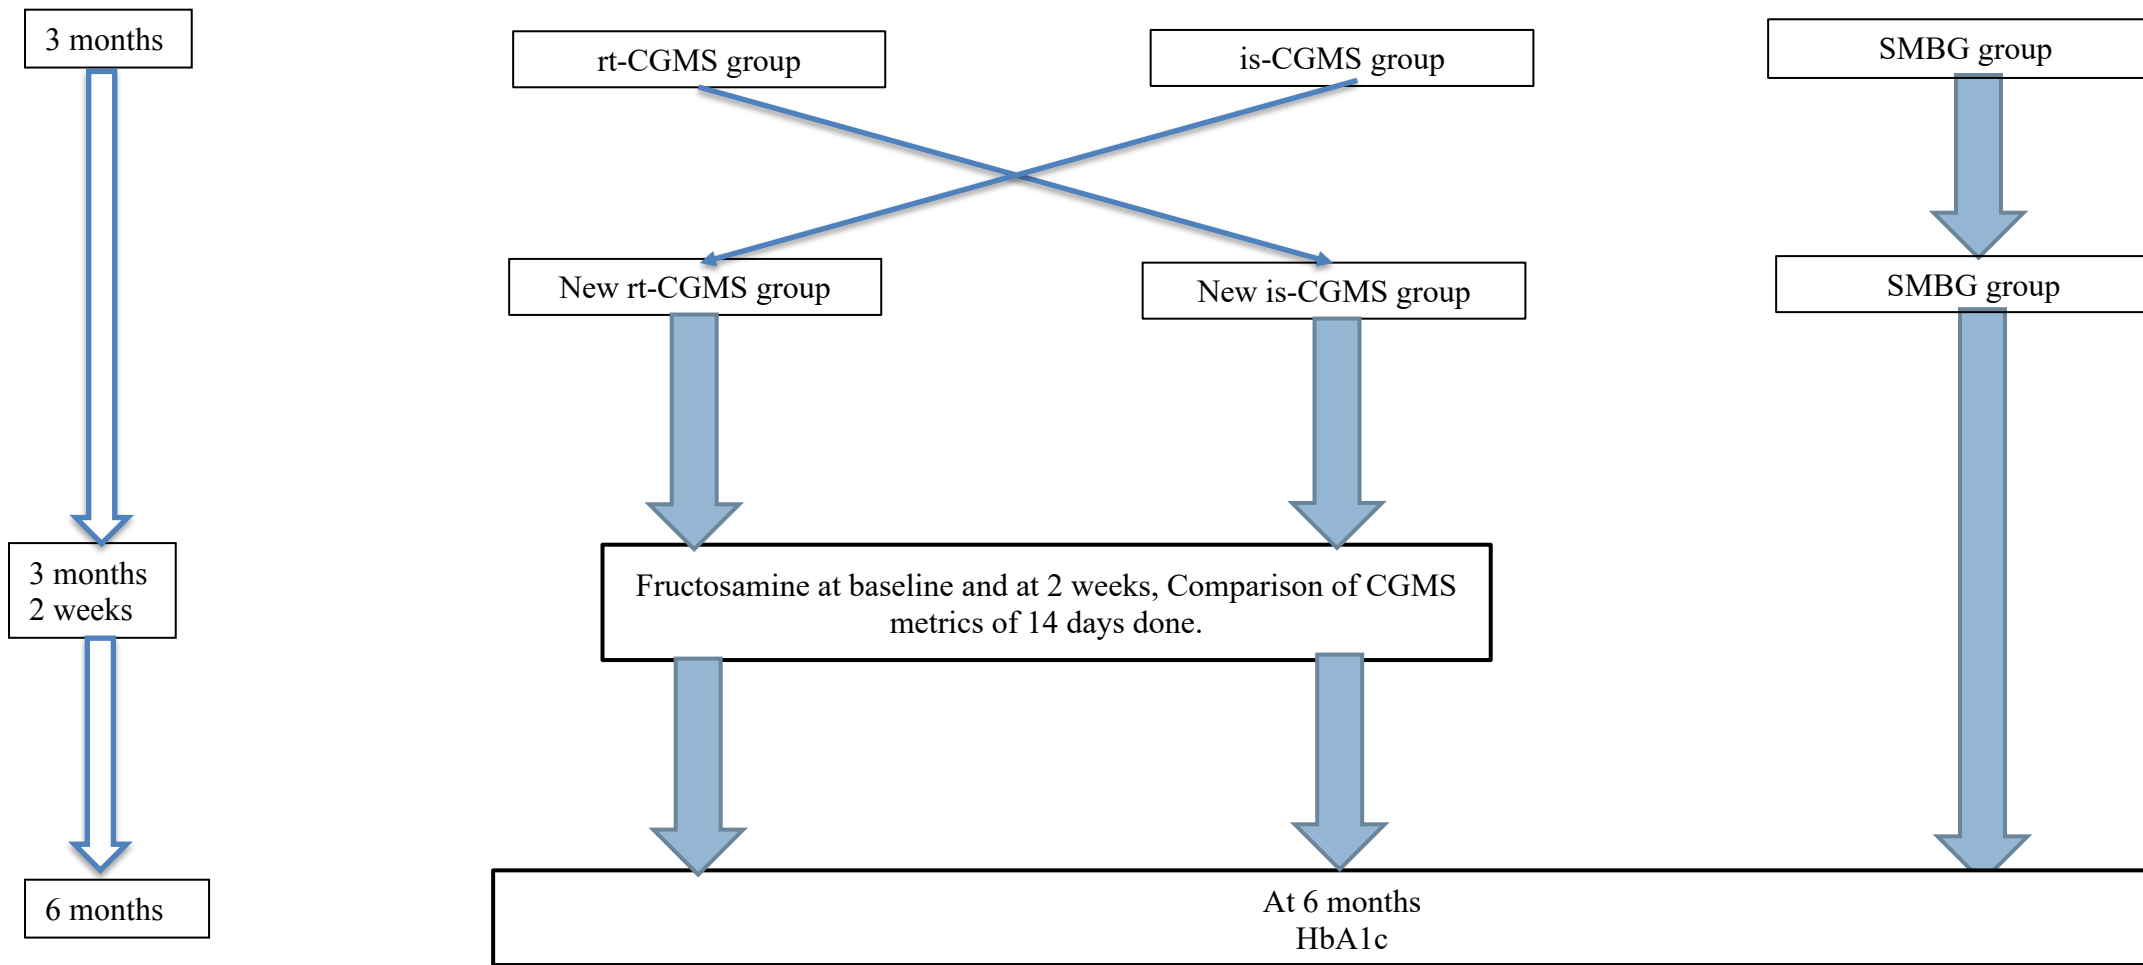 3 months
rt-CGMS group
is-CGMS group
SMBG group
New rt-CGMS group
New is-CGMS group
SMBG group
3 months
2 weeks
Fructosamine at baseline and at 2 weeks, Comparison of CGMS
metrics of 14 days done.
6 months
At 6 months
HbA1c